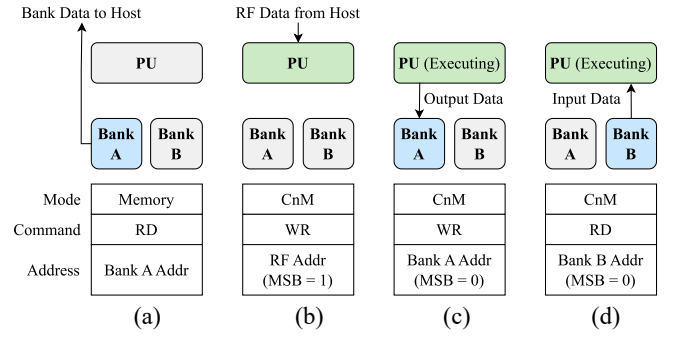 Bank Data to Host
RF Data from Host
PU
PU
PU (Executing)
PU (Executing)
Output Data
Input Data
Bank A
Bank B
Bank A
Bank B
Bank A
Bank B
Bank A
Bank B
Mode
Memory
CnM
CnM
CnM
Command
RD
WR
WR
RD
Address
Bank A Addr
RF Addr
(MSB = 1)
Bank A Addr
(MSB = 0)
Bank B Addr
(MSB = 0)
(a)
(b)
(c)
(d)